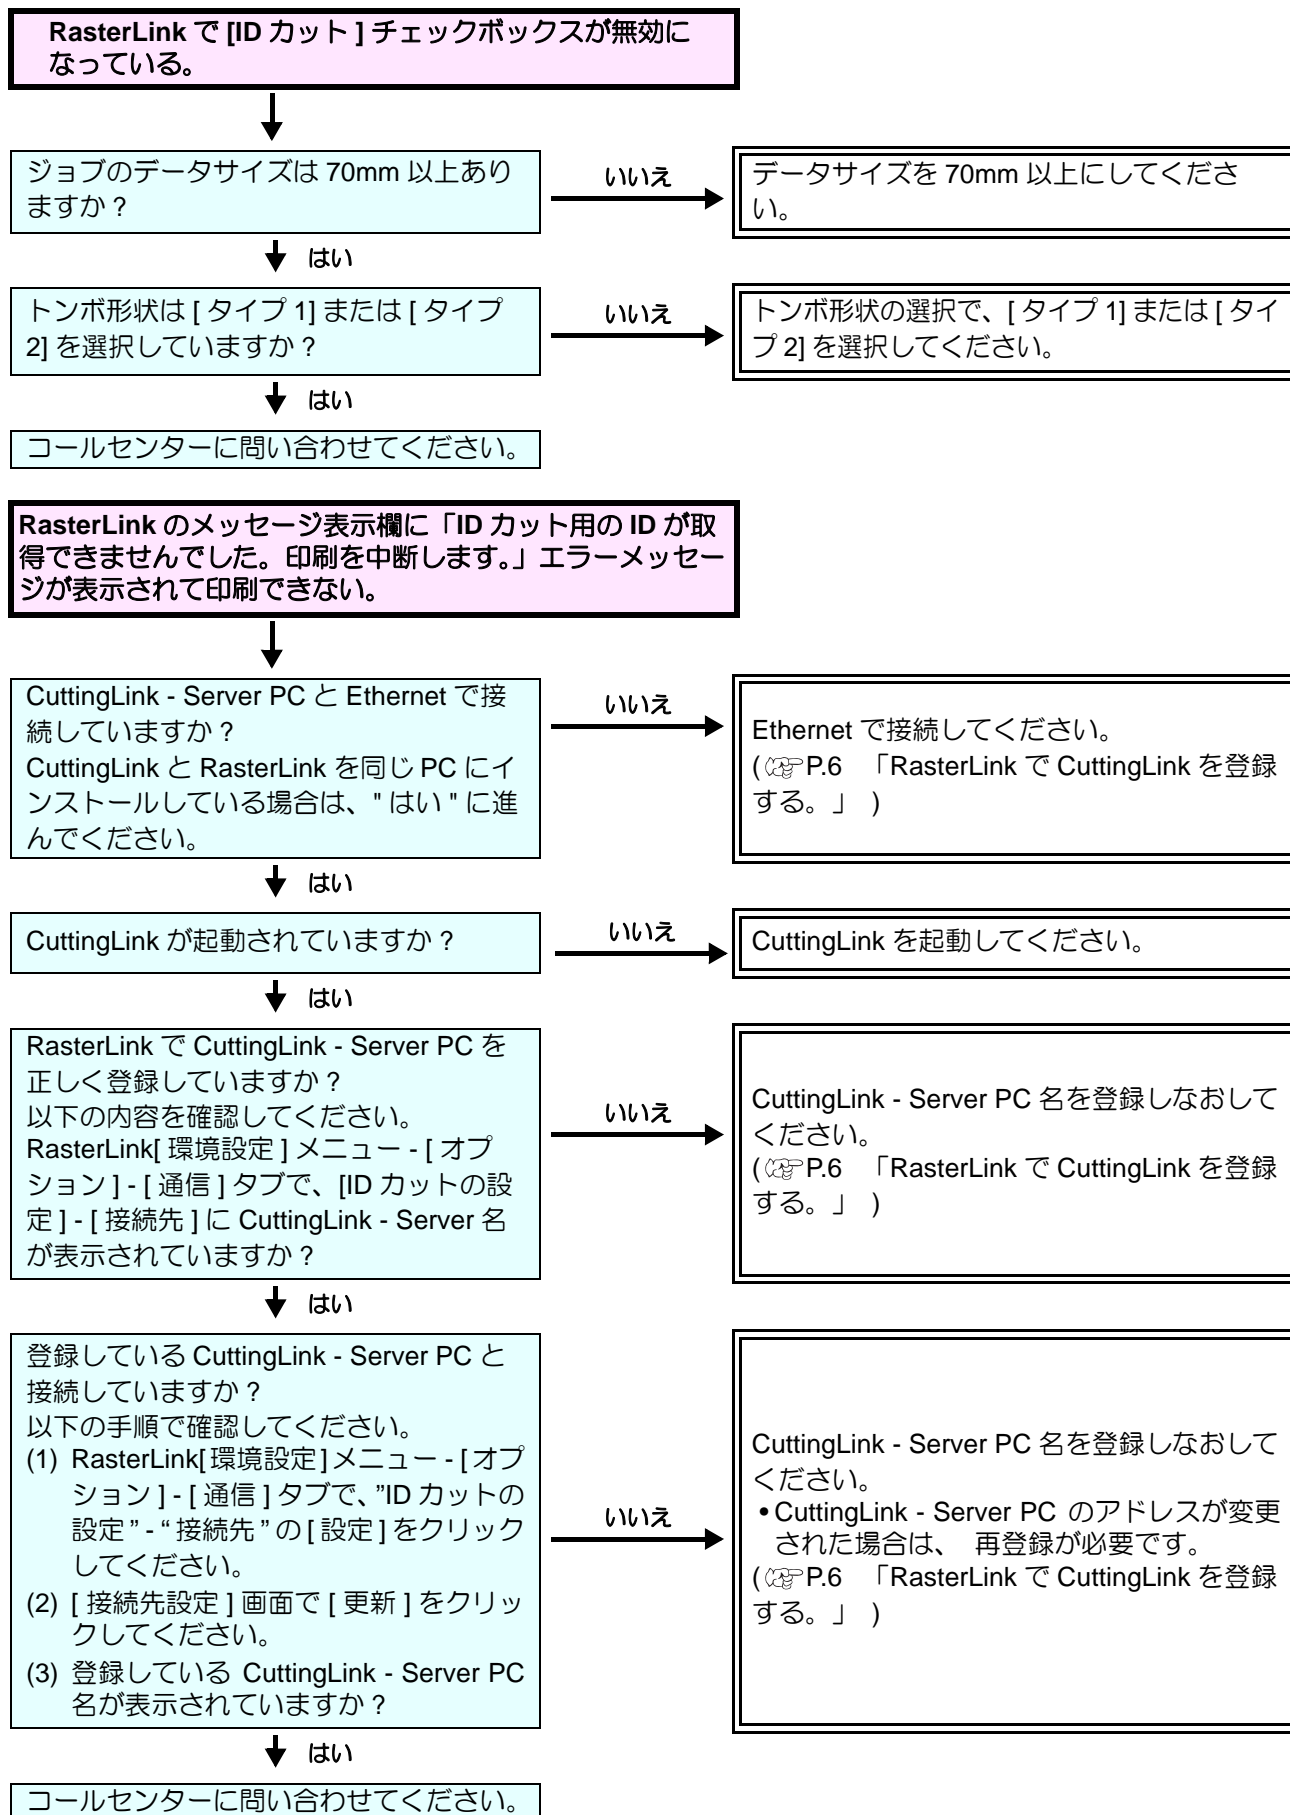 RasterLink で [ID カット ] チェックボックスが無効に
なっている。
ジョブのデータサイズは 70mm 以上あり
ますか?
いいえ
データサイズを 70mm 以上にしてくださ
い。
はい
トンボ形状は [ タイプ 1] または [ タイプ
2] を選択していますか?
いいえ
トンボ形状の選択で、[ タイプ 1] または [ タイ
プ 2] を選択してください。
はい
コールセンターに問い合わせてください。
RasterLink のメッセージ表示欄に「ID カット用の ID が取
得できませんでした。印刷を中断します。」エラーメッセー
ジが表示されて印刷できない。
CuttingLink - Server PC と Ethernet で接
続していますか?
CuttingLink と RasterLink を同じ PC にイ
ンストールしている場合は、" はい " に進
んでください。
いいえ
Ethernet で接続してください。
(☞P.6 「RasterLink で CuttingLink を登録
する。」 )
はい
CuttingLink が起動されていますか?
いいえ
CuttingLink を起動してください。
はい
RasterLink で CuttingLink - Server PC を
正しく登録していますか?
以下の内容を確認してください。
RasterLink[ 環境設定 ] メニュー - [ オプ
ション ] - [ 通信 ] タブで、[ID カットの設
定 ] - [ 接続先 ] に CuttingLink - Server 名
が表示されていますか?
いいえ
CuttingLink - Server PC 名を登録しなおして
ください。
(☞P.6 「RasterLink で CuttingLink を登録
する。」 )
はい
登録している CuttingLink - Server PC と
接続していますか?
以下の手順で確認してください。
(1) RasterLink[ 環境設定 ] メニュー - [ オプ
ション ] - [ 通信 ] タブで、”ID カットの
設定 ” - “ 接続先 ” の [ 設定 ] をクリック
してください。
(2) [ 接続先設定 ] 画面で [ 更新 ] をクリッ
クしてください。
(3) 登録している CuttingLink - Server PC
名が表示されていますか?
いいえ
CuttingLink - Server PC 名を登録しなおして
ください。
• CuttingLink - Server PC のアドレスが変更
された場合は、 再登録が必要です。
(☞P.6 「RasterLink で CuttingLink を登録
する。」 )
はい
コールセンターに問い合わせてください。